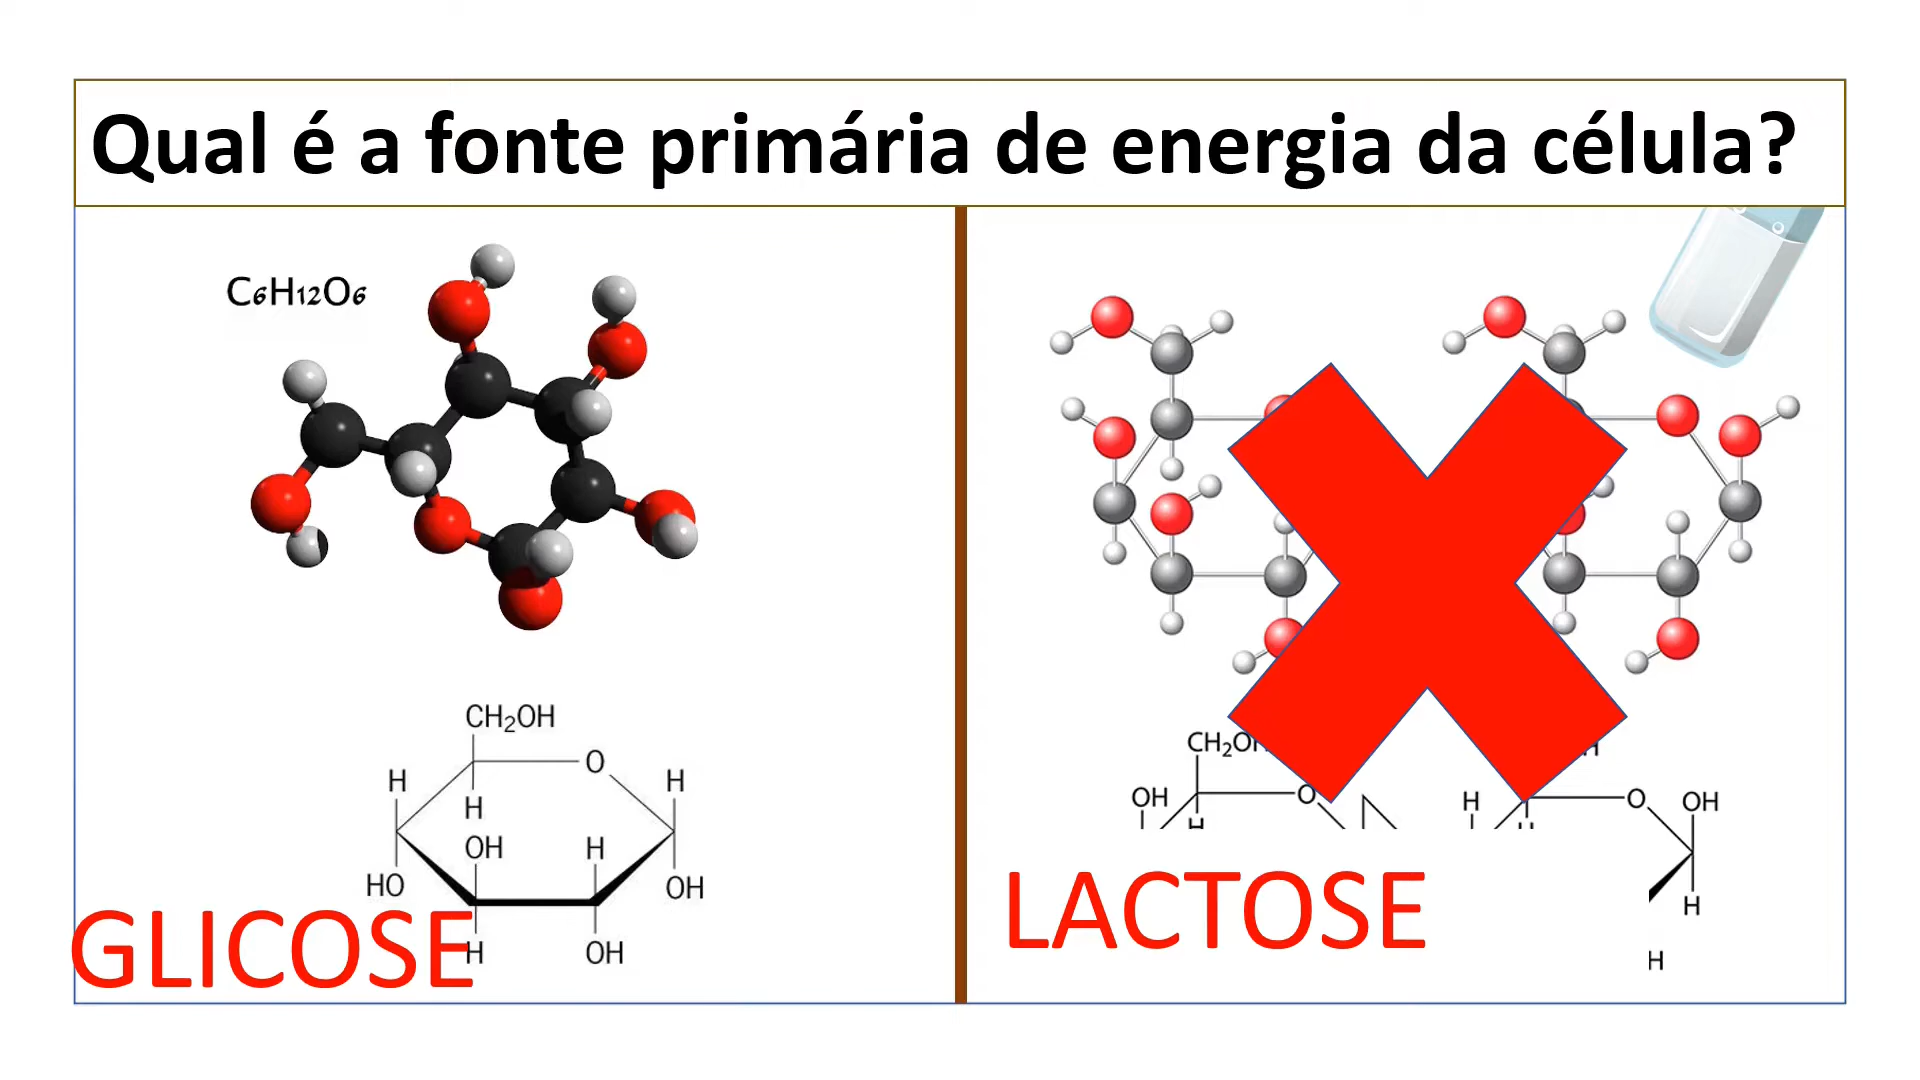 Qual é a fonte primária de energia da célula?
C6H12O6
CH2OH
O
H
H
H
OH
H
HO
OH
H
OH
GLICOSE
OH
O
OH
H
H
H
LACTOSE